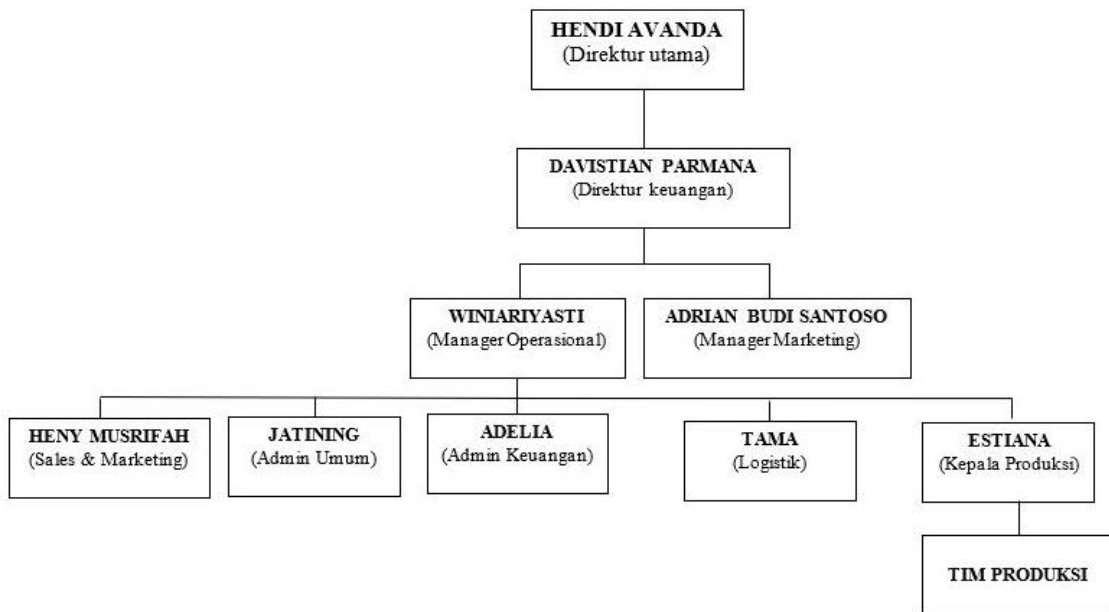 HENDI AVANDA
(Direktur utama)
DAVISTIAN PARMANA
(Direktur keuangan)
WINIARIYASTI
(Manager Operasional)
ADRIAN BUDI SANTOSO
(Manager Marketing)
HENY MUSRIFAH
(Sales & Marketing)
JATINING
(Admin Umum)
ADELIA
(Admin Keuangan)
TAMA
(Logistik)
ESTIANA
(Kepala Produksi)
TIM PRODUKSI